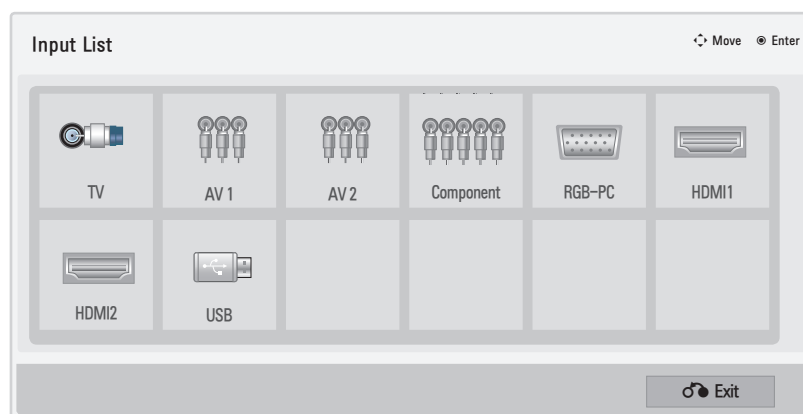 Input List
Move Enter
TV AV 1 AV 2 Component RGB-PC HDMI1
HDMI2 USB
Exit